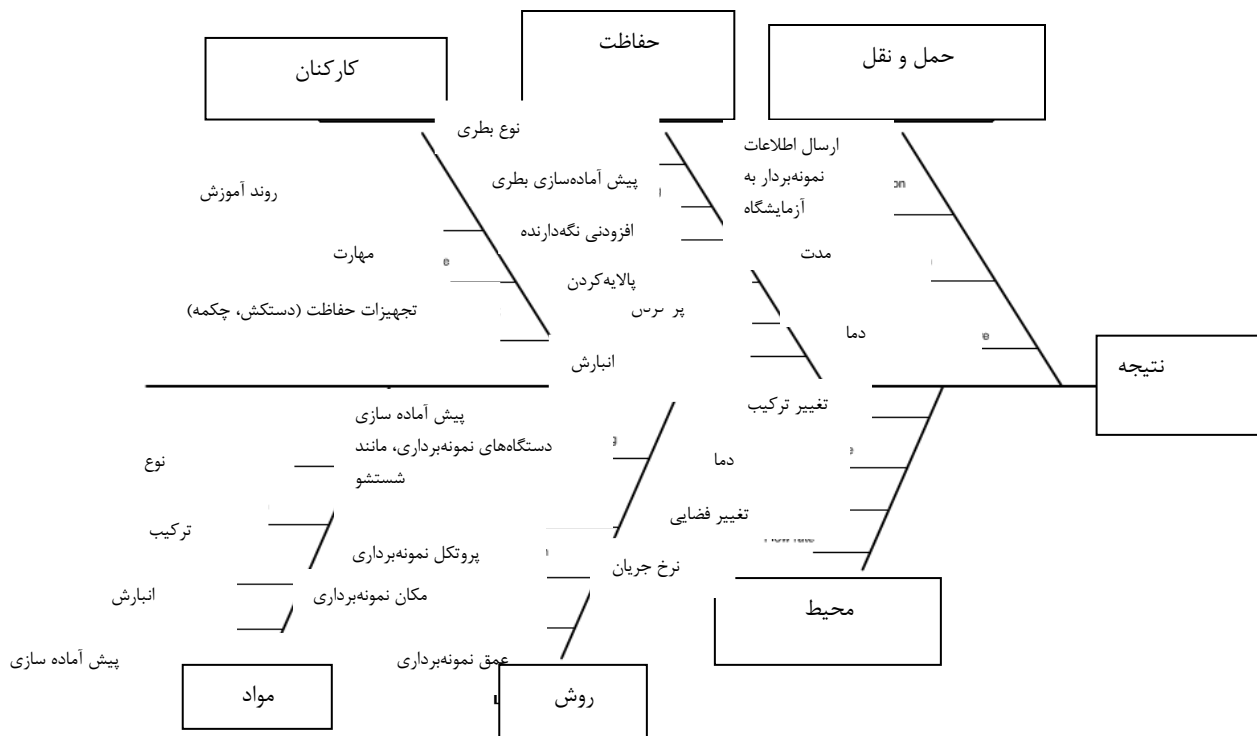 حمل و نقل
حفاظت
کارکنان
ارسال اطلاعات
نمونه‌بردار به
آزمایشگاه
مدت
دما
نوع بطری
پیش آماده‌سازی بطری
افزودنی نگه‌دارنده
پالایه‌کردن
پر کردن
انبارش
روند آموزش
مهارت
تجهیزات حفاظت (دستکش، چکمه)
نتیجه
تغییر ترکیب
دما
تغییر فضایی
نرخ جریان
محیط
پیش آماده سازی
دستگاه‌های نمونه‌برداری، مانند
شستشو
پروتکل نمونه‌برداری
مکان نمونه‌برداری
عمق نمونه‌برداری
روش
نوع
ترکیب
انبارش
پیش آماده سازی
مواد